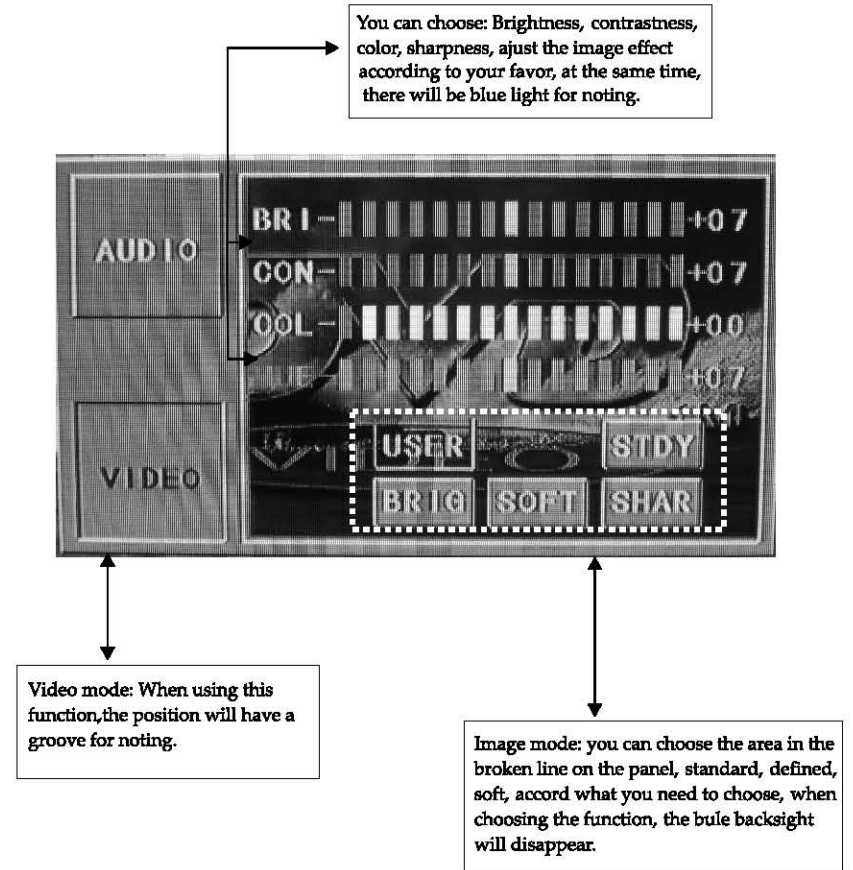 You can choose: Brightness, contrastness,
color, sharpness, ajust the image effect
according to your favor, at the same time,
there will be blue light for noting.
AUDIO
BRI - +07
CON - +07
COL - +00
+07
VIDEO
USER STDY
BRIG SOFT SHAR
Video mode: When using this
function,the position will have a
groove for noting.
Image mode: you can choose the area in the
broken line on the panel, standard, defined,
soft, accord what you need to choose, when
choosing the function, the bule backsight
will disappear.